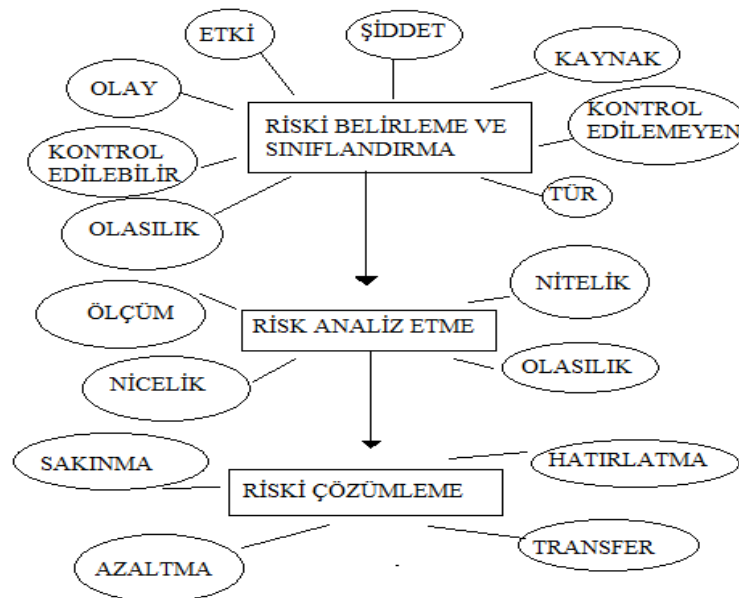 ETKİ
ŞİDDET
KAYNAK
OLAY
RİSKİ BELİRLEME VE
SINIFLANDIRMA
KONTROL
EDİLEMEYEN
KONTROL
EDİLEBİLİR
TÜR
OLASILIK
NİTELİK
ÖLÇÜM
RİSK ANALİZ ETME
OLASILIK
NİCELİK
SAKINMA
HATIRLATMA
RİSKİ ÇÖZÜMLEME
TRANSFER
AZALTMA